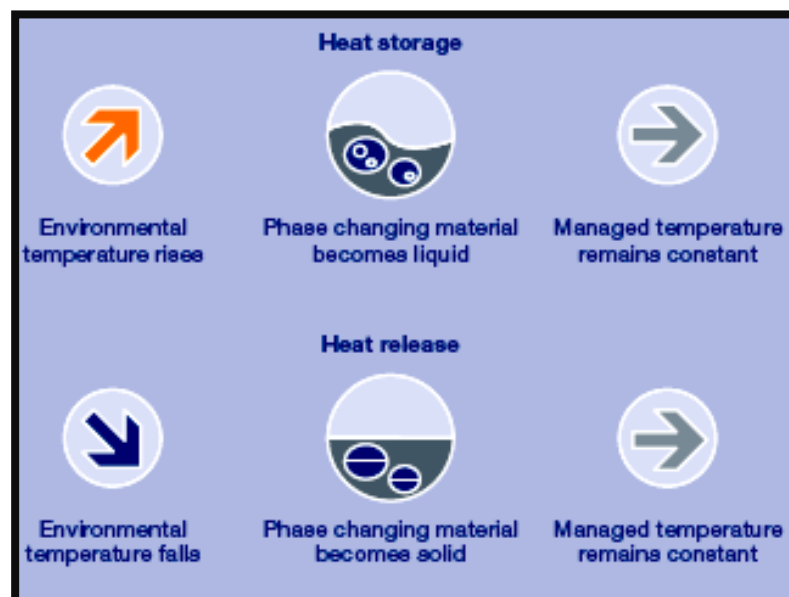 Heat storage
Environmental
temperature rises
Phase changing material
becomes liquid
Managed temperature
remains constant
Heat release
Environmental
temperature falls
Phase changing material
becomes solid
Managed temperature
remains constant